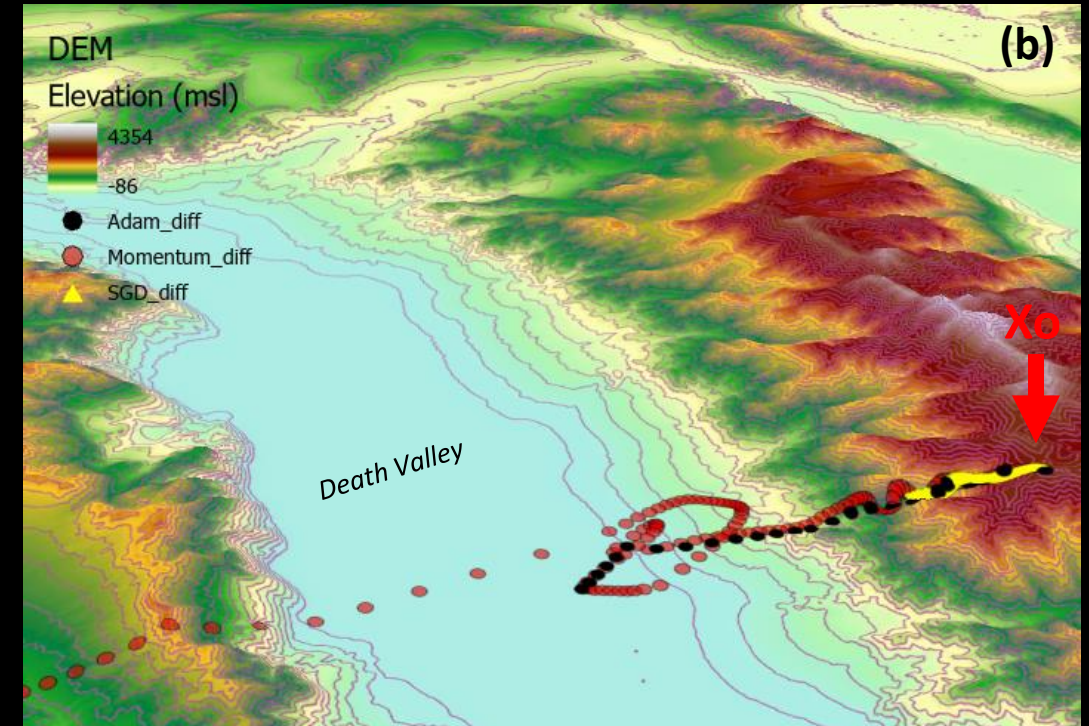 DEM
(b)
Elevation (msl)
4354
-86
Adam_diff
Momentum_diff
SGD_diff
Xo
Death Valley